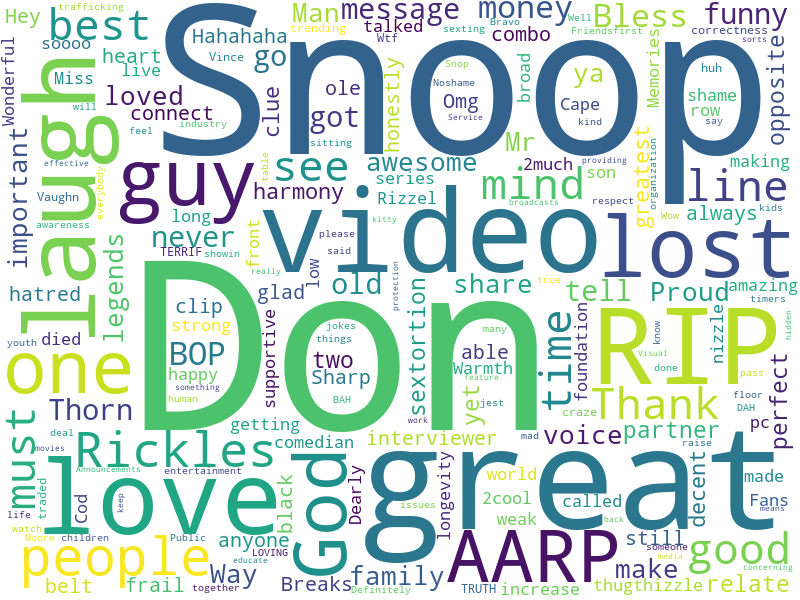 Hey
best
soooo
Miss
heart
live
loved
connect
Wonderful
laugh
Hahahaha
Vince
trending
go
clue
Man
message
talked
Wtf
money
Bravo
sexting
combo
Bless
Well
Friendsfirst
funny
correctness
sorts
Snoop
ole
got
sitting
honestly
Omg
Snop
Noshame
Service
broad
ya
Cape
kind
Memories
shame
row
huh
say
opposite
will
trafficking
feel
industry
important
effective
Vaughn
awareness
everybody
guy
long
never
TERRIF
showin
see
harmony
table
front
awesome
series
Rizzel
kitty
mind
2much
broadcasts
providing
Mr
son
respect
greatest
organization
line
making
always
Wow
kids
lost
video
please
said
really
low
glad
old
protection
share
tell
true
Proud
amazing
timers
hatred
legends
died
youth
clip
strong
BOP
happy
something
human
supportive
Don
jokes
things
two
Sharp
BAH
many
able
Warmth
feature
jest
yet
sextortion
work
time
foundation
craze
RIP
know
Visual
done
nizzle
pass
hidden
floor
DAH
perfect
one
Thorn
deal
movies
must
Rickles
Announcements
getting
comedian
entertainment
interviewer
mad
voice
Thank
partner
raise
pc
love
God
Dearly
black
anyone
great
longevity
world
2cool
weak
issues
called
back
still
someone
media
decent
made
Fans
means
good
concerning
traded
life
watch
Cod
keep
Moore
children
Public
people
belt
frail
Way
LOVING
educate
together
Breaks
family
Definitely
AARP
TRUTH
increase
make
thugthizzle
relate